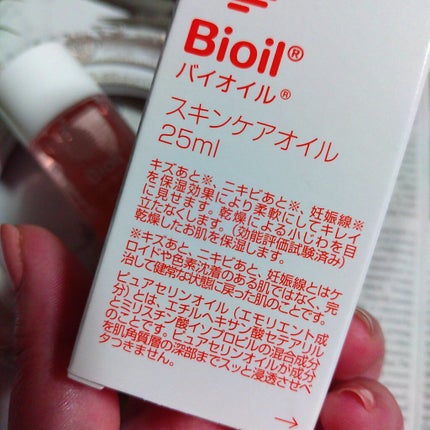 Bioil®
バイオイル®
スキンケアオイル
25ml
キズあと※、ニキビあと※、妊娠線※
を保湿効果により柔軟にしてキレイ
に見せます。乾燥による小じわを目
立たなくします。(効能評価試験済み)
乾燥したお肌を保湿します。
※キズあと、ニキビあと、妊娠線とはケ
ロイドや色素沈着のある肌ではなく、完
治して健常な状態に戻った肌のことです。
ピュアセリンオイル(エモリエント成
分)とは、エチルヘキサン酸セテアリル
とミリスチン酸イソプロピルの混合成分
のことです。ピュアセリンオイルが成分
を肌角質層の深部までスッと浸透させベ
タつきません。
→
Bioil